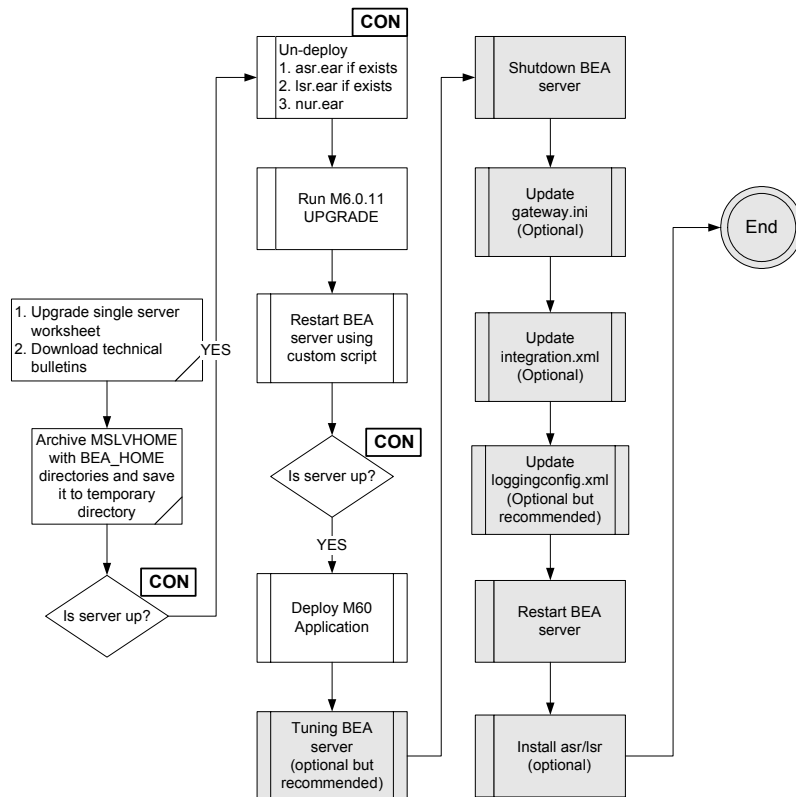 1. Upgrade single server
worksheet
2. Download technical
bulletins
Archive MSLVHOME
with BEA_HOME
directories and save
it to temporary
directory
CON
Is server up?
YES
CON
Un-deploy
1. asr.ear if exists
2. lsr.ear if exists
3. nur.ear
Run M6.0.11
UPGRADE
Restart BEA
server using
custom script
CON
Is server up?
YES
Deploy M60
Application
Tuning BEA
server
(optional but
recommended)
Shutdown BEA
server
Update
gateway.ini
(Optional)
Update
integration.xml
(Optional)
Update
loggingconfig.xml
(Optional but
recommended)
Restart BEA
server
Install asr/lsr
(optional)
End